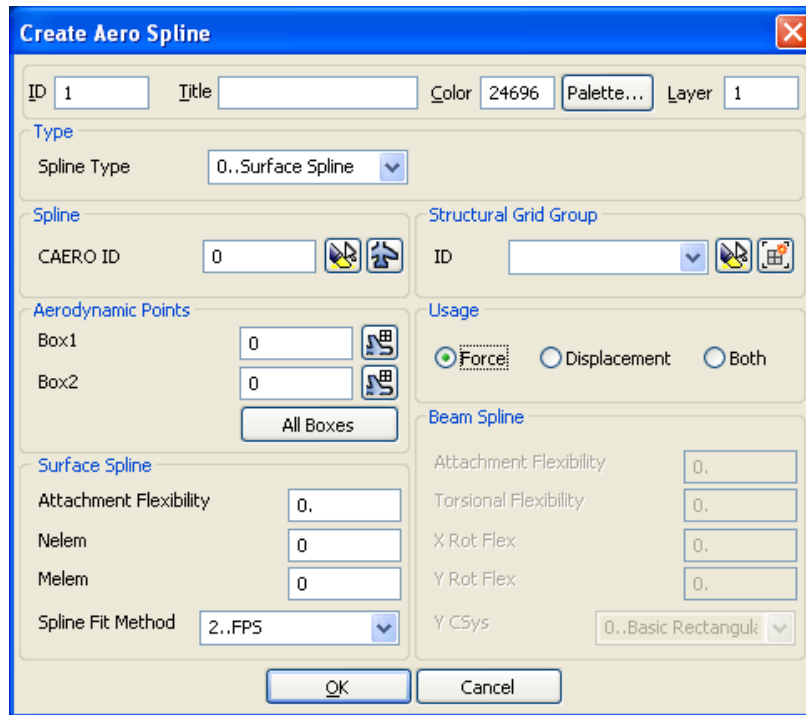 Create Aero Spline
ID 1 Title Color 24696 Palette... Layer 1
Type
Spline Type 0..Surface Spline
Spline
CAERO ID 0
Structural Grid Group
ID
Aerodynamic Points
Box1 0
Box2 0
All Boxes
Usage
Force Displacement Both
Surface Spline
Attachment Flexibility 0.
Nelem 0
Melem 0
Spline Fit Method 2..FPS
Beam Spline
Attachment Flexibility 0.
Torsional Flexibility 0.
X Rot Flex 0.
Y Rot Flex 0.
Y CSys 0..Basic Rectangula
OK Cancel